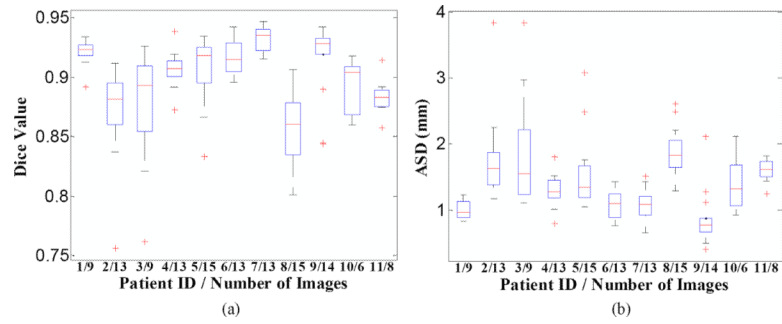 0.95
0.9
0.85
0.8
0.75
Dice Value
1/9 2/13 3/9 4/13 5/15 6/13 7/13 8/15 9/14 10/6 11/8
Patient ID / Number of Images
(a)
4
3
2
1
ASD (mm)
1/9 2/13 3/9 4/13 5/15 6/13 7/13 8/15 9/14 10/6 11/8
Patient ID / Number of Images
(b)